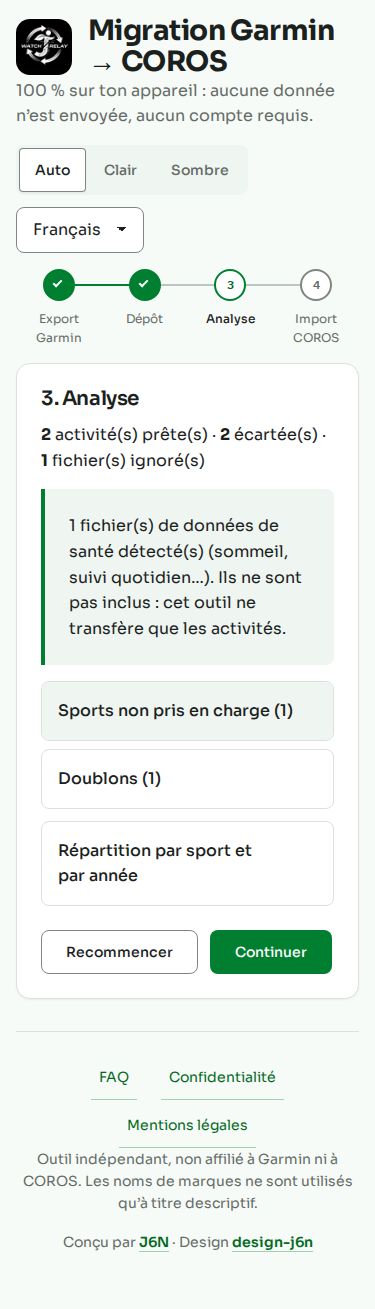 WATCH RELAY
Migration Garmin
→ COROS
100 % sur ton appareil : aucune donnée
n’est envoyée, aucun compte requis.
Auto Clair Sombre
Français
3 4
Export
Garmin
Dépôt
Analyse
Import
COROS
3. Analyse
2 activité(s) prête(s) · 2 écartée(s) ·
1 fichier(s) ignoré(s)
1 fichier(s) de données de
santé détecté(s) (sommeil,
suivi quotidien…). Ils ne sont
pas inclus : cet outil ne
transfère que les activités.
Sports non pris en charge (1)
Doublons (1)
Répartition par sport et
par année
Recommencer Continuer
FAQ Confidentialité
Mentions légales
Outil indépendant, non affilié à Garmin ni à
COROS. Les noms de marques ne sont utilisés
qu’à titre descriptif.
Conçu par J6N · Design design-j6n